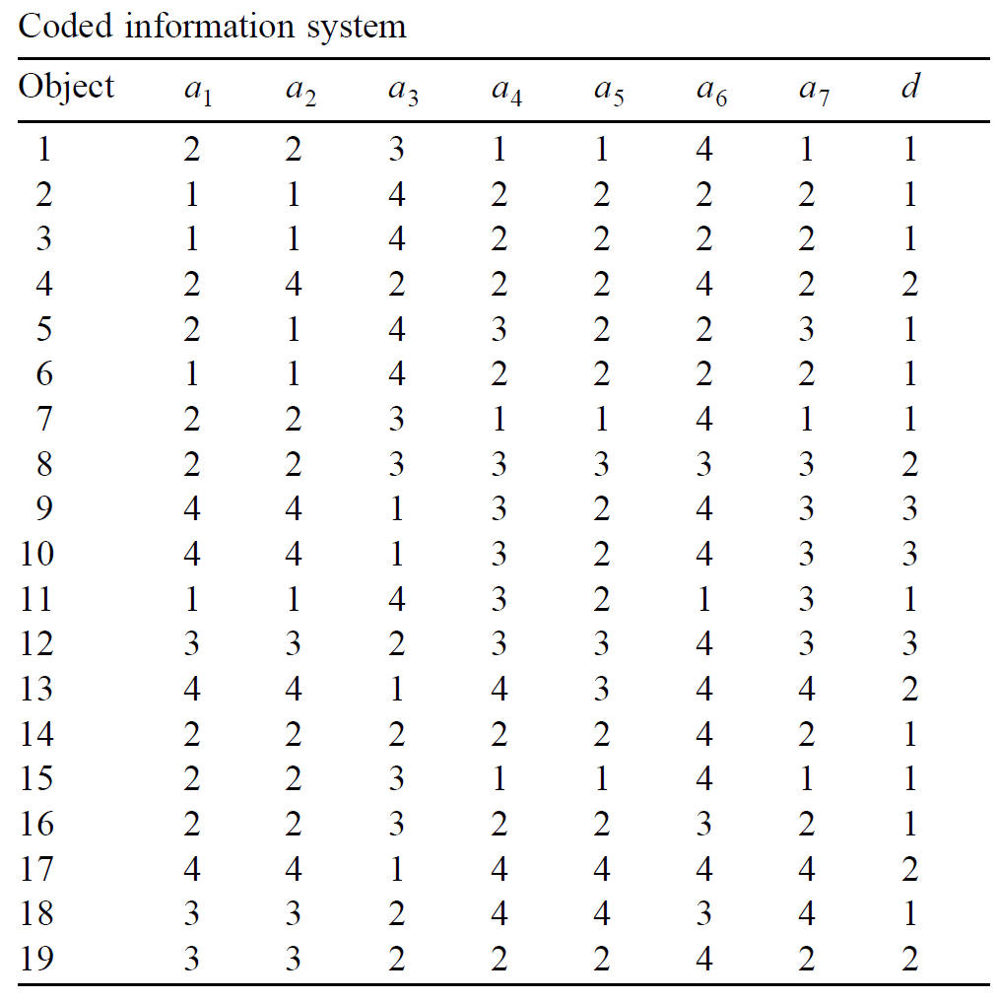 Coded information system
Object a1 a2 a3 a4 a5 a6 a7 d
1 2 2 3 1 1 4 1 1
2 1 1 4 2 2 2 2 1
3 1 1 4 2 2 2 2 1
4 2 4 2 2 2 4 2 2
5 2 1 4 3 2 2 3 1
6 1 1 4 2 2 2 2 1
7 2 2 3 1 1 4 1 1
8 2 2 3 3 3 3 3 2
9 4 4 1 3 2 4 3 3
10 4 4 1 3 2 4 3 3
11 1 1 4 3 2 1 3 1
12 3 3 2 3 3 4 3 3
13 4 4 1 4 3 4 4 2
14 2 2 2 2 2 4 2 1
15 2 2 3 1 1 4 1 1
16 2 2 3 2 2 3 2 1
17 4 4 1 4 4 4 4 2
18 3 3 2 4 4 3 4 1
19 3 3 2 2 2 4 2 2